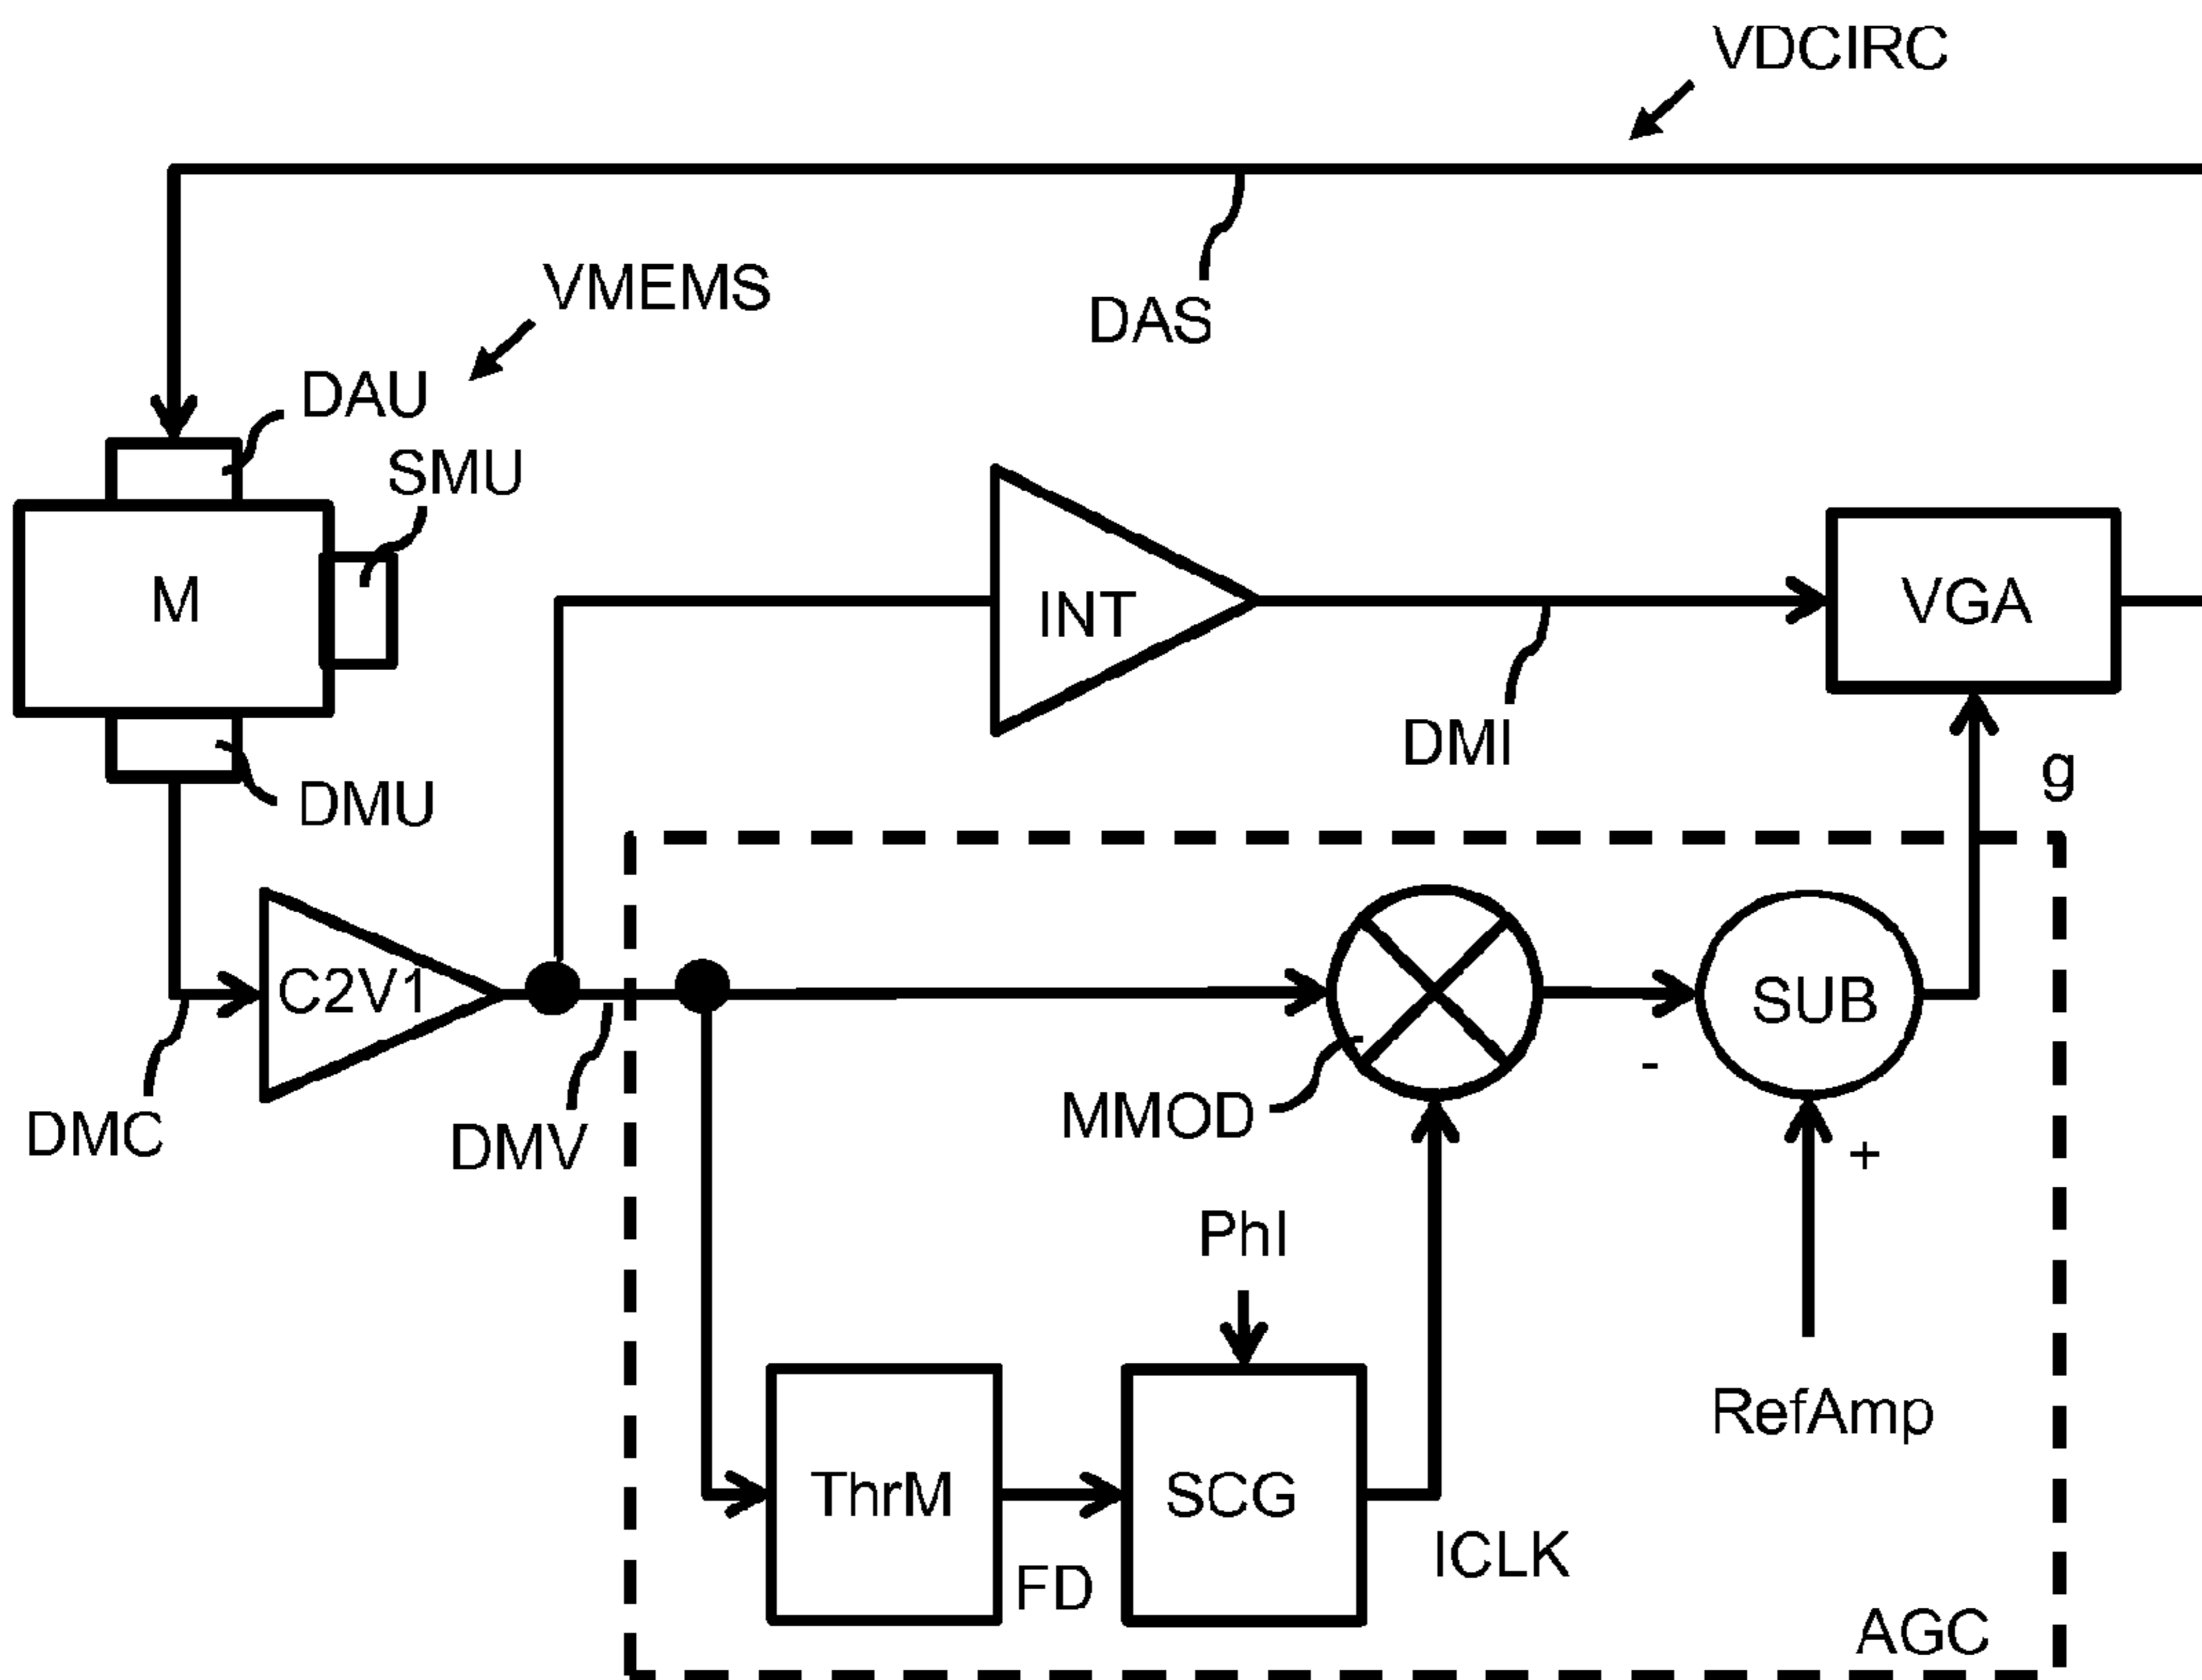 VDCIRC
VMEMS
DAS
DAU
SMU
M
INT
VGA
DMI
g
DMU
C2V1
SUB
DMC
DMV
MMOD
-
+
PhI
RefAmp
ThrM
SCG
FD
ICLK
AGC